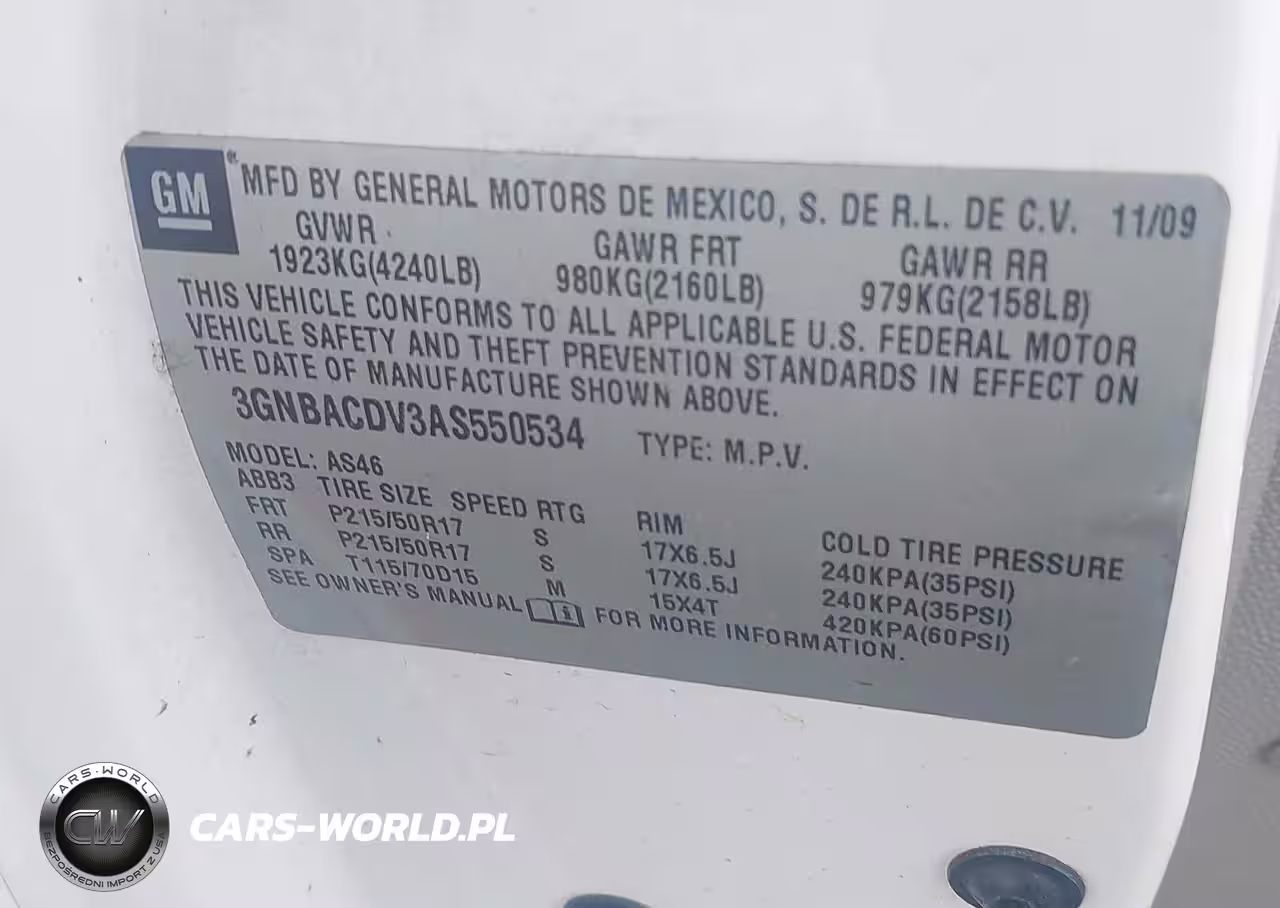 GM
MFD BY GENERAL MOTORS DE MEXICO, S. DE R.L. DE C.V. 11/09
GVWR GAWR FRT GAWR RR
1923KG(4240LB) 980KG(2160LB) 979KG(2158LB)
THIS VEHICLE CONFORMS TO ALL APPLICABLE U.S. FEDERAL MOTOR
VEHICLE SAFETY AND THEFT PREVENTION STANDARDS IN EFFECT ON
THE DATE OF MANUFACTURE SHOWN ABOVE.
3GNBACDV3AS550534 TYPE: M.P.V.
MODEL: AS46
ABB3 TIRE SIZE SPEED RTG RIM COLD TIRE PRESSURE
FRT P215/50R17 S 17X6.5J 240KPA(35PSI)
RR P215/50R17 S 17X6.5J 240KPA(35PSI)
SPA T115/70D15 M 15X4T 420KPA(60PSI)
SEE OWNER'S MANUAL i FOR MORE INFORMATION.
CARS-WORLD
CW
BEZPOŚREDNI IMPORT Z USA
CARS-WORLD.PL